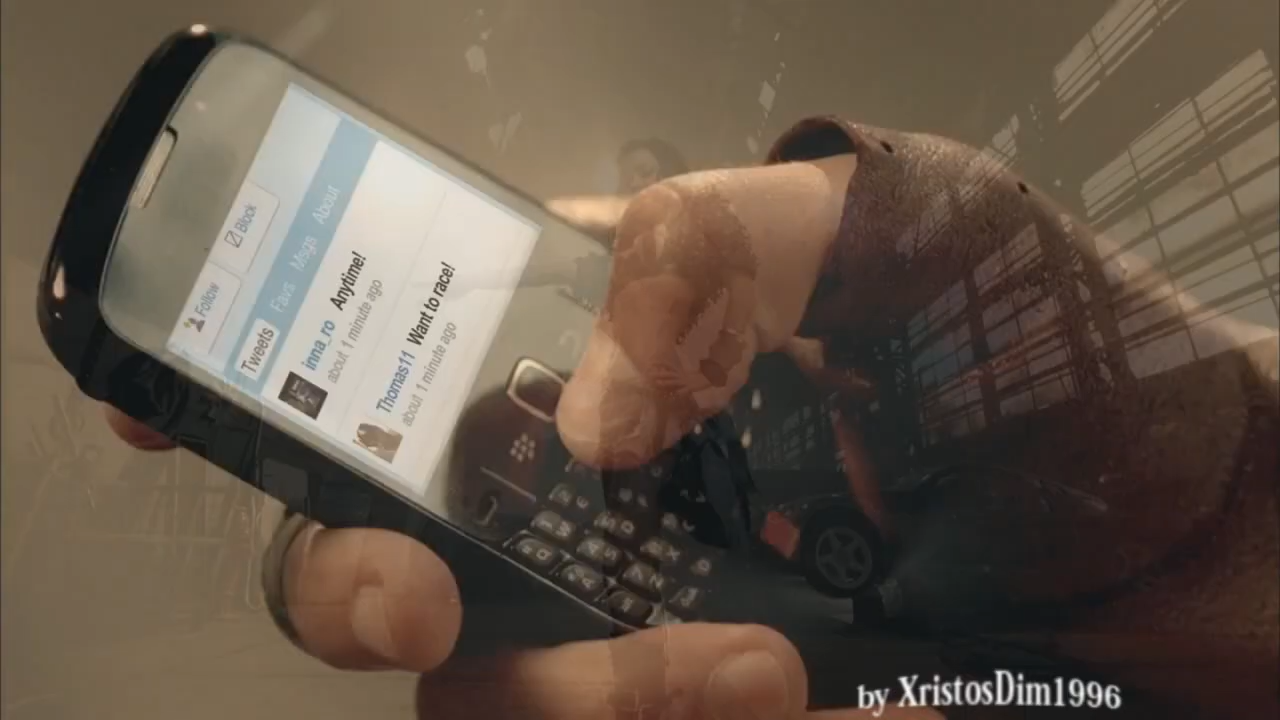 Follow
Block
Tweets Favs Msgs About
inna_ro Anytime!
about 1 minute ago
Thomas11 Want to race!
about 1 minute ago
by XristosDim1996